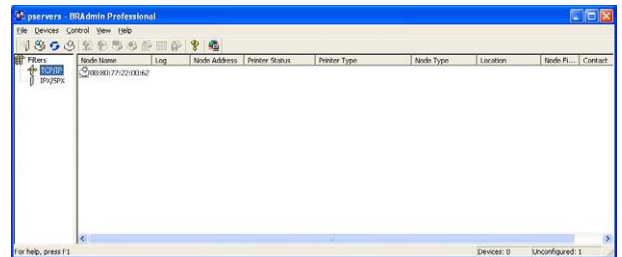 pservers - BRAdmin Professional
File Devices Control View Help
Filters
TCP/IP
IPX/SPX
Node Name Log Node Address Printer Status Printer Type Node Type Location Node Fi... Contact
00:80:77:22:00:62
For help, press F1
Devices: 0 Unconfigured: 1